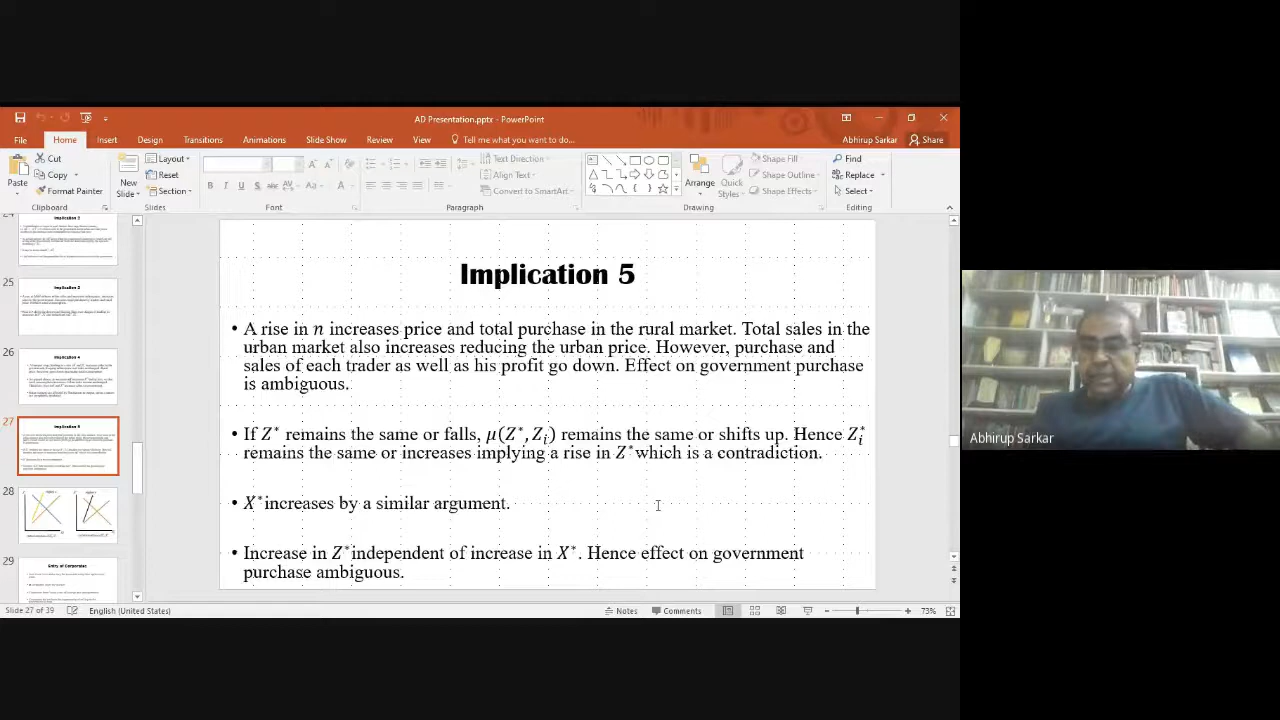 AD Presentation.pptx - PowerPoint
File Home Insert Design Transitions Animations Slide Show Review View Tell me what you want to do... Abhirup Sarkar Share
Paste Cut Copy Format Painter Clipboard
New Slide Layout Reset Section Slides
Font
Text Direction Align Text Convert to SmartArt Paragraph
Arrange Quick Styles Shape Fill Shape Outline Shape Effects Drawing
Find Replace Select Editing
24
25
26
27
28
29
Implication 5
Entry of Corporates
Implication 5
• A rise in n increases price and total purchase in the rural market. Total sales in the
urban market also increases reducing the urban price. However, purchase and
sales of each trader as well as his profit go down. Effect on government purchase
ambiguous.
• If Z* remains the same or falls, μ(Z*,Zᵢ) remains the same or shifts up. Hence Zᵢ*
remains the same or increases implying a rise in Z* which is a contradiction.
• X* increases by a similar argument.
• Increase in Z* independent of increase in X*. Hence effect on government
purchase ambiguous.
Abhirup Sarkar
Slide 27 of 39 English (United States) Notes Comments 73%